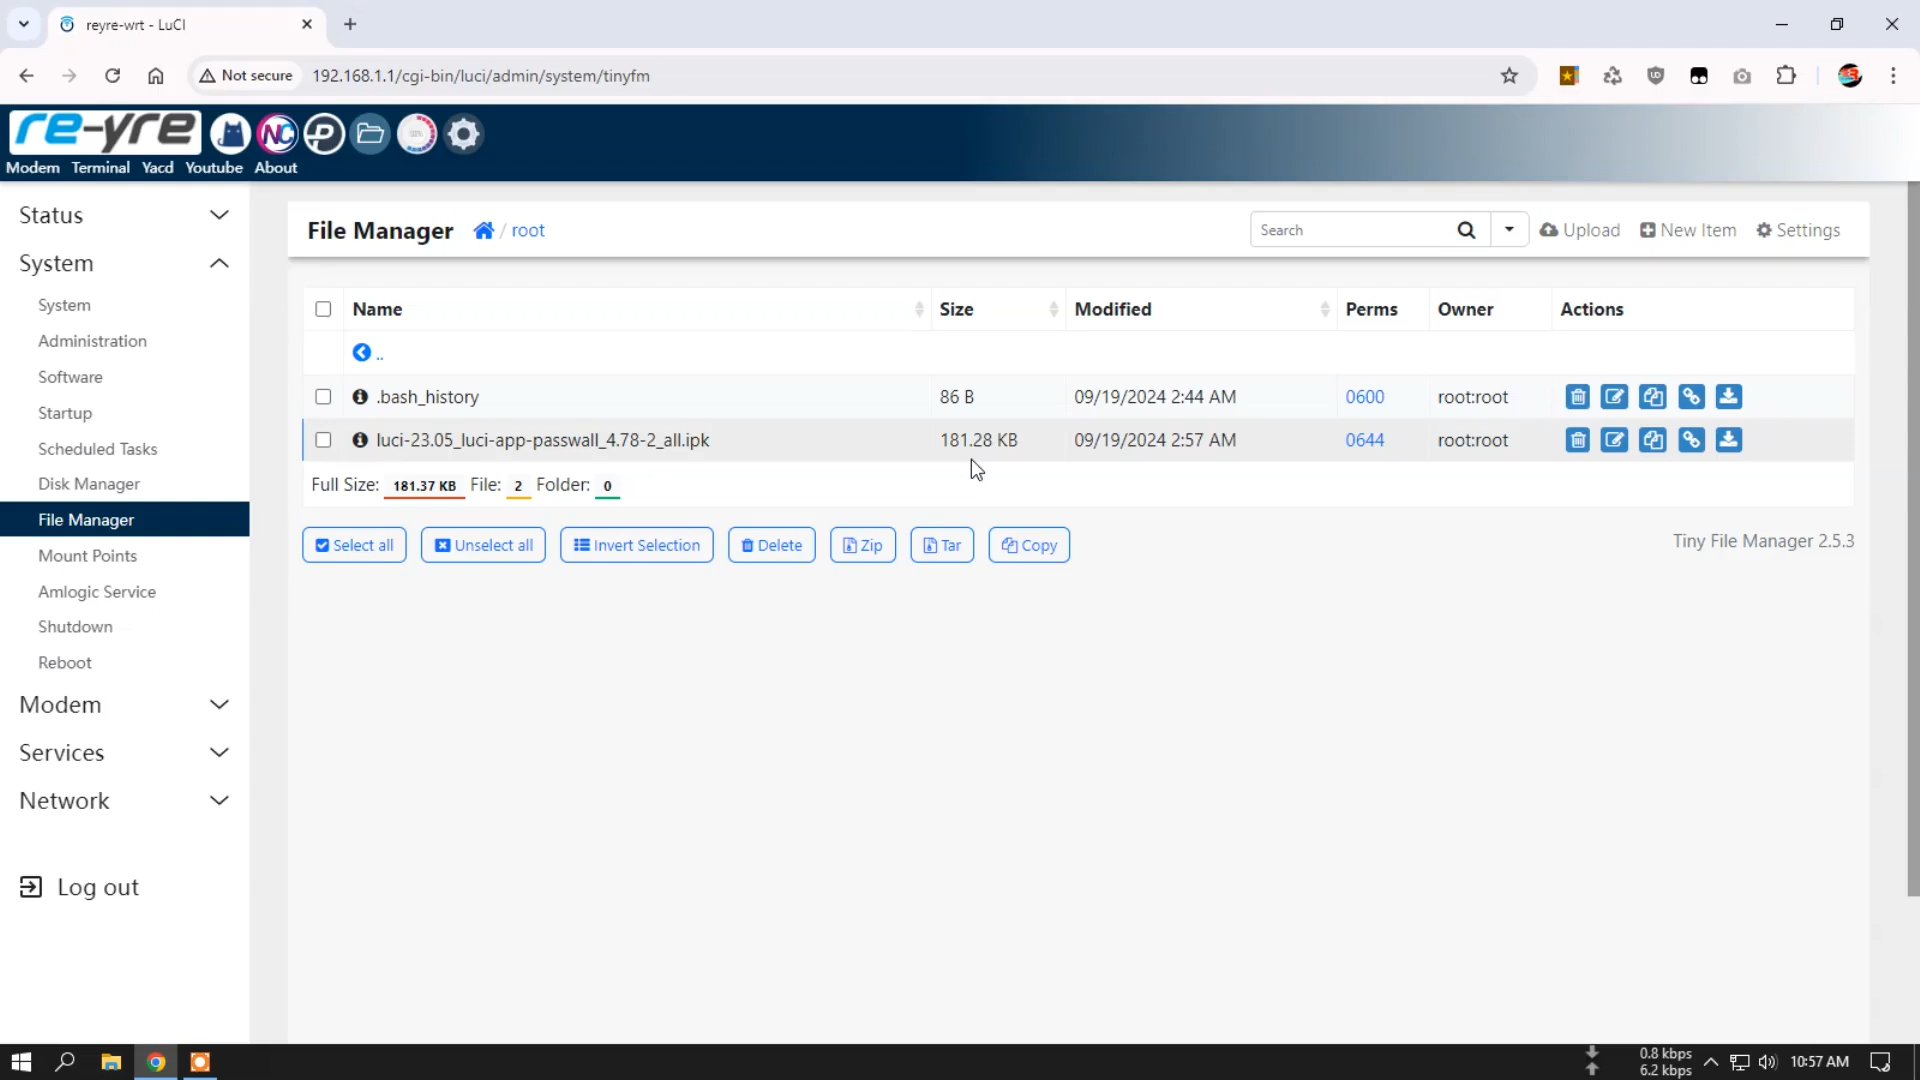 reyre-wrt - LuCI
Not secure 192.168.1.1/cgi-bin/luci/admin/system/tinyfm
re-yre NC
Modem Terminal Yacd Youtube About
Status
System
System
Administration
Software
Startup
Scheduled Tasks
Disk Manager
File Manager
Mount Points
Amlogic Service
Shutdown
Reboot
Modem
Services
Network
Log out
File Manager / root
Search
Upload New Item Settings
Name Size Modified Perms Owner Actions
..
.bash_history 86 B 09/19/2024 2:44 AM 0600 root:root
luci-23.05_luci-app-passwall_4.78-2_all.ipk 181.28 KB 09/19/2024 2:57 AM 0644 root:root
Full Size: 181.37 KB File: 2 Folder: 0
Select all Unselect all Invert Selection Delete Zip Tar Copy
Tiny File Manager 2.5.3
0.8 kbps
6.2 kbps
10:57 AM